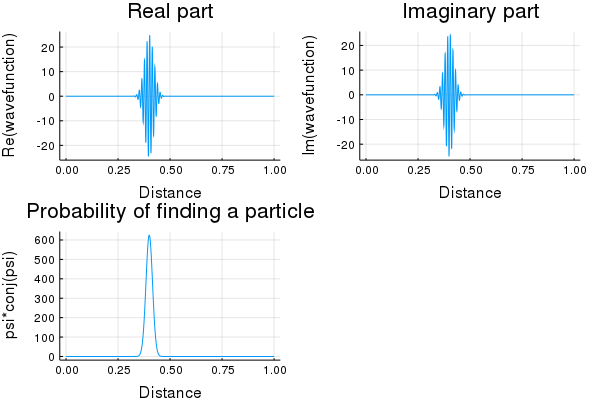 Real part
Re(wavefunction)
20
10
0
-10
-20
0.00 0.25 0.50 0.75 1.00
Distance
Imaginary part
Im(wavefunction)
20
10
0
-10
-20
0.00 0.25 0.50 0.75 1.00
Distance
Probability of finding a particle
psi*conj(psi)
600
500
400
300
200
100
0
0.00 0.25 0.50 0.75 1.00
Distance